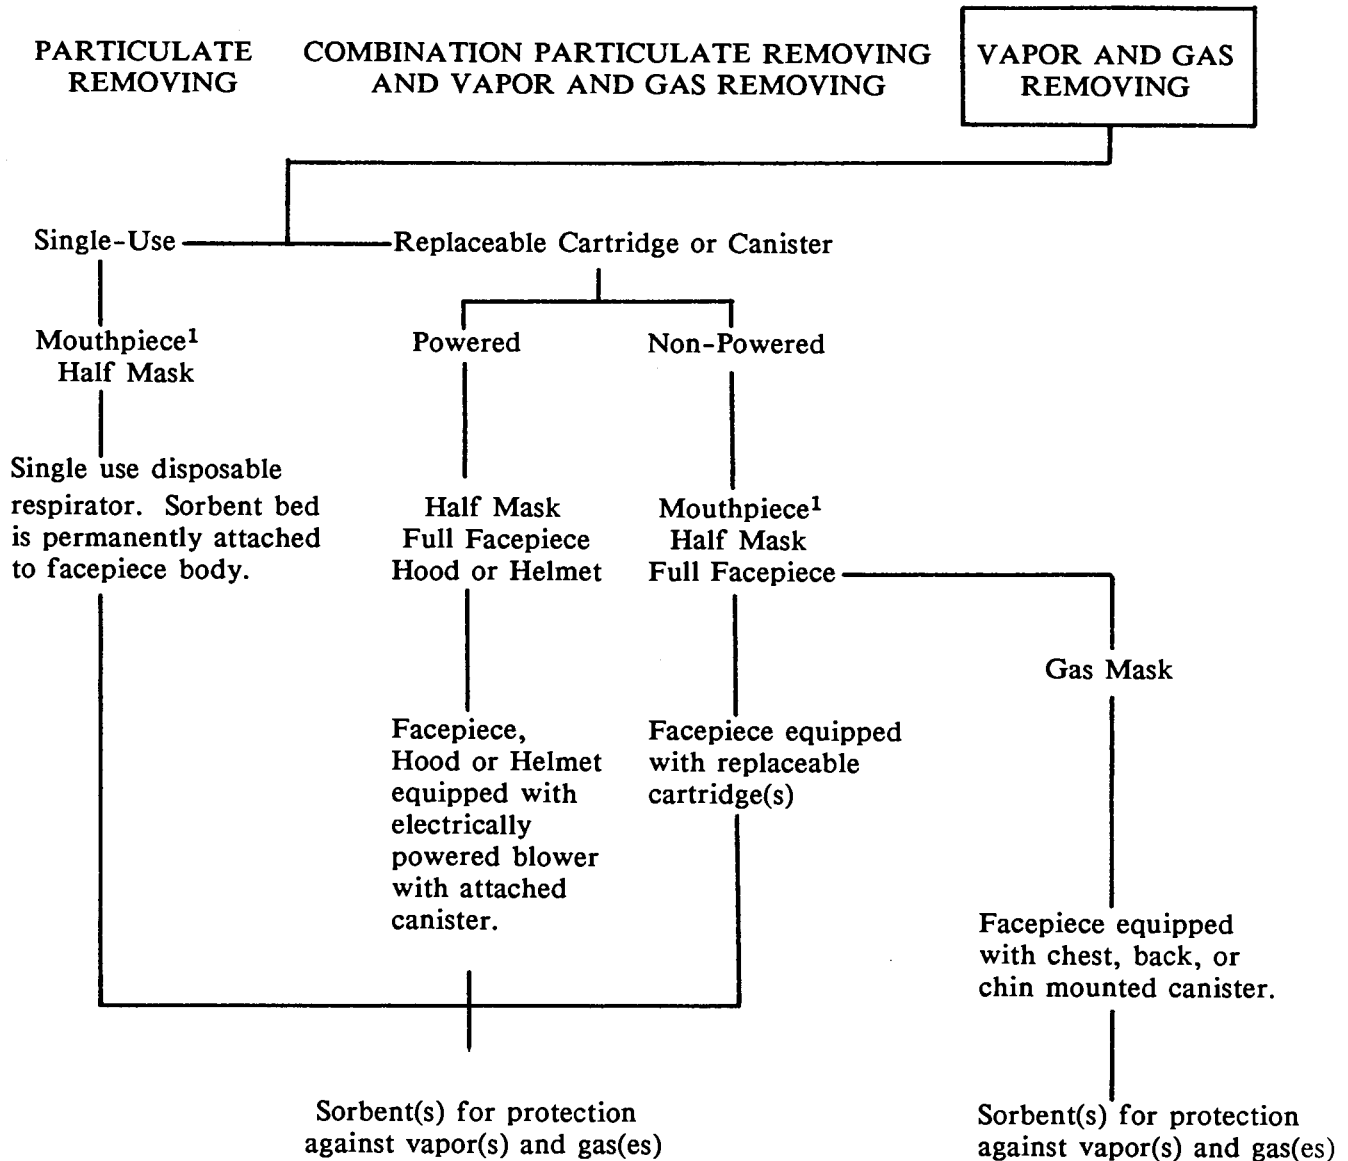 PARTICULATE
REMOVING
COMBINATION PARTICULATE REMOVING
AND VAPOR AND GAS REMOVING
VAPOR AND GAS
REMOVING
Single-Use
Replaceable Cartridge or Canister
Mouthpiece¹
Half Mask
Powered
Non-Powered
Single use disposable
respirator. Sorbent bed
is permanently attached
to facepiece body.
Half Mask
Full Facepiece
Hood or Helmet
Mouthpiece¹
Half Mask
Full Facepiece
Gas Mask
Facepiece,
Hood or Helmet
equipped with
electrically
powered blower
with attached
canister.
Facepiece equipped
with replaceable
cartridge(s)
Facepiece equipped
with chest, back, or
chin mounted canister.
Sorbent(s) for protection
against vapor(s) and gas(es)
Sorbent(s) for protection
against vapor(s) and gas(es)